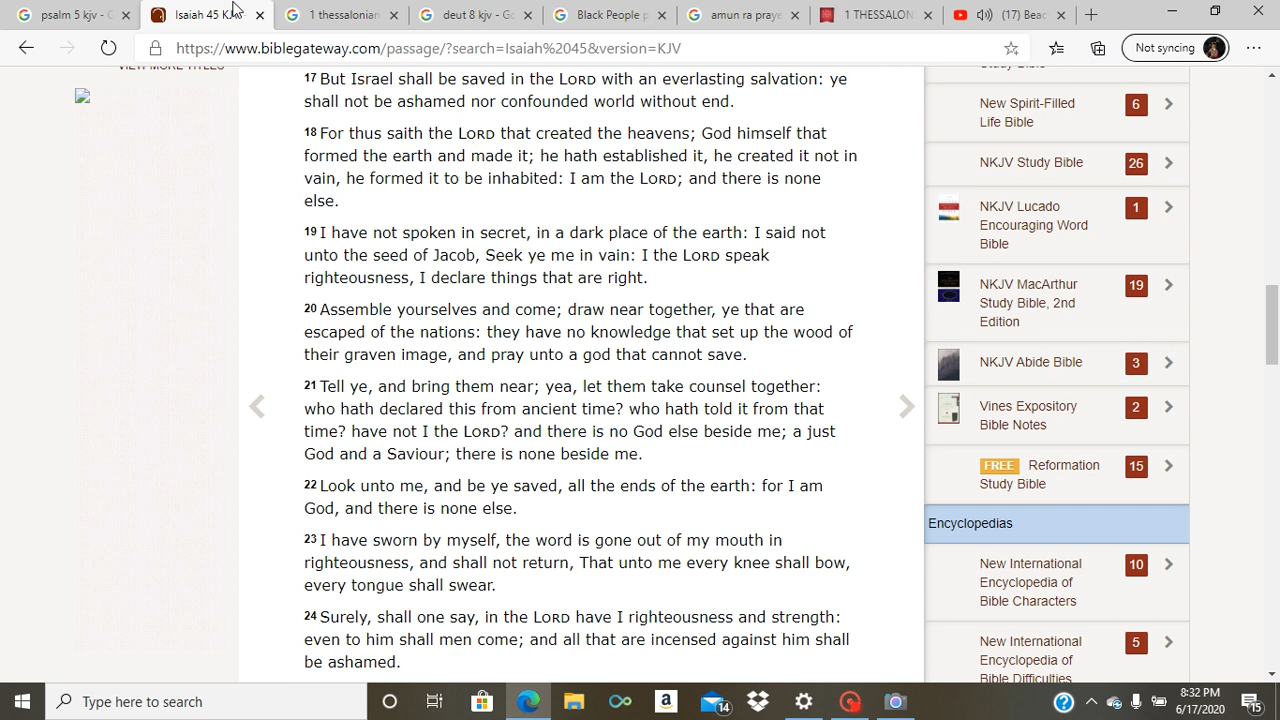 psalm 5 kjv - G
Isaiah 45 KJV
1 thessalonian
deut 8 kjv - Go
Black People p
amun ra praye
1 THESSALON
(17) Beac
https://www.biblegateway.com/passage/?search=Isaiah%2045&version=KJV
Not syncing
VIEW MORE TITLES
17 But Israel shall be saved in the LORD with an everlasting salvation: ye
shall not be ashamed nor confounded world without end.
18 For thus saith the LORD that created the heavens; God himself that
formed the earth and made it; he hath established it, he created it not in
vain, he formed it to be inhabited: I am the LORD; and there is none
else.
19 I have not spoken in secret, in a dark place of the earth: I said not
unto the seed of Jacob, Seek ye me in vain: I the LORD speak
righteousness, I declare things that are right.
20 Assemble yourselves and come; draw near together, ye that are
escaped of the nations: they have no knowledge that set up the wood of
their graven image, and pray unto a god that cannot save.
21 Tell ye, and bring them near; yea, let them take counsel together:
who hath declared this from ancient time? who hath told it from that
time? have not I the LORD? and there is no God else beside me; a just
God and a Saviour; there is none beside me.
22 Look unto me, and be ye saved, all the ends of the earth: for I am
God, and there is none else.
23 I have sworn by myself, the word is gone out of my mouth in
righteousness, and shall not return, That unto me every knee shall bow,
every tongue shall swear.
24 Surely, shall one say, in the LORD have I righteousness and strength:
even to him shall men come; and all that are incensed against him shall
be ashamed.
Study Bible
New Spirit-Filled 6
Life Bible
NKJV Study Bible 26
NKJV Lucado 1
Encouraging Word
Bible
NKJV MacArthur 19
Study Bible, 2nd
Edition
NKJV Abide Bible 3
Vines Expository 2
Bible Notes
FREE Reformation 15
Study Bible
Encyclopedias
New International 10
Encyclopedia of
Bible Characters
New International 5
Encyclopedia of
Bible Difficulties
Type here to search
14
a
8:32 PM
6/17/2020
15